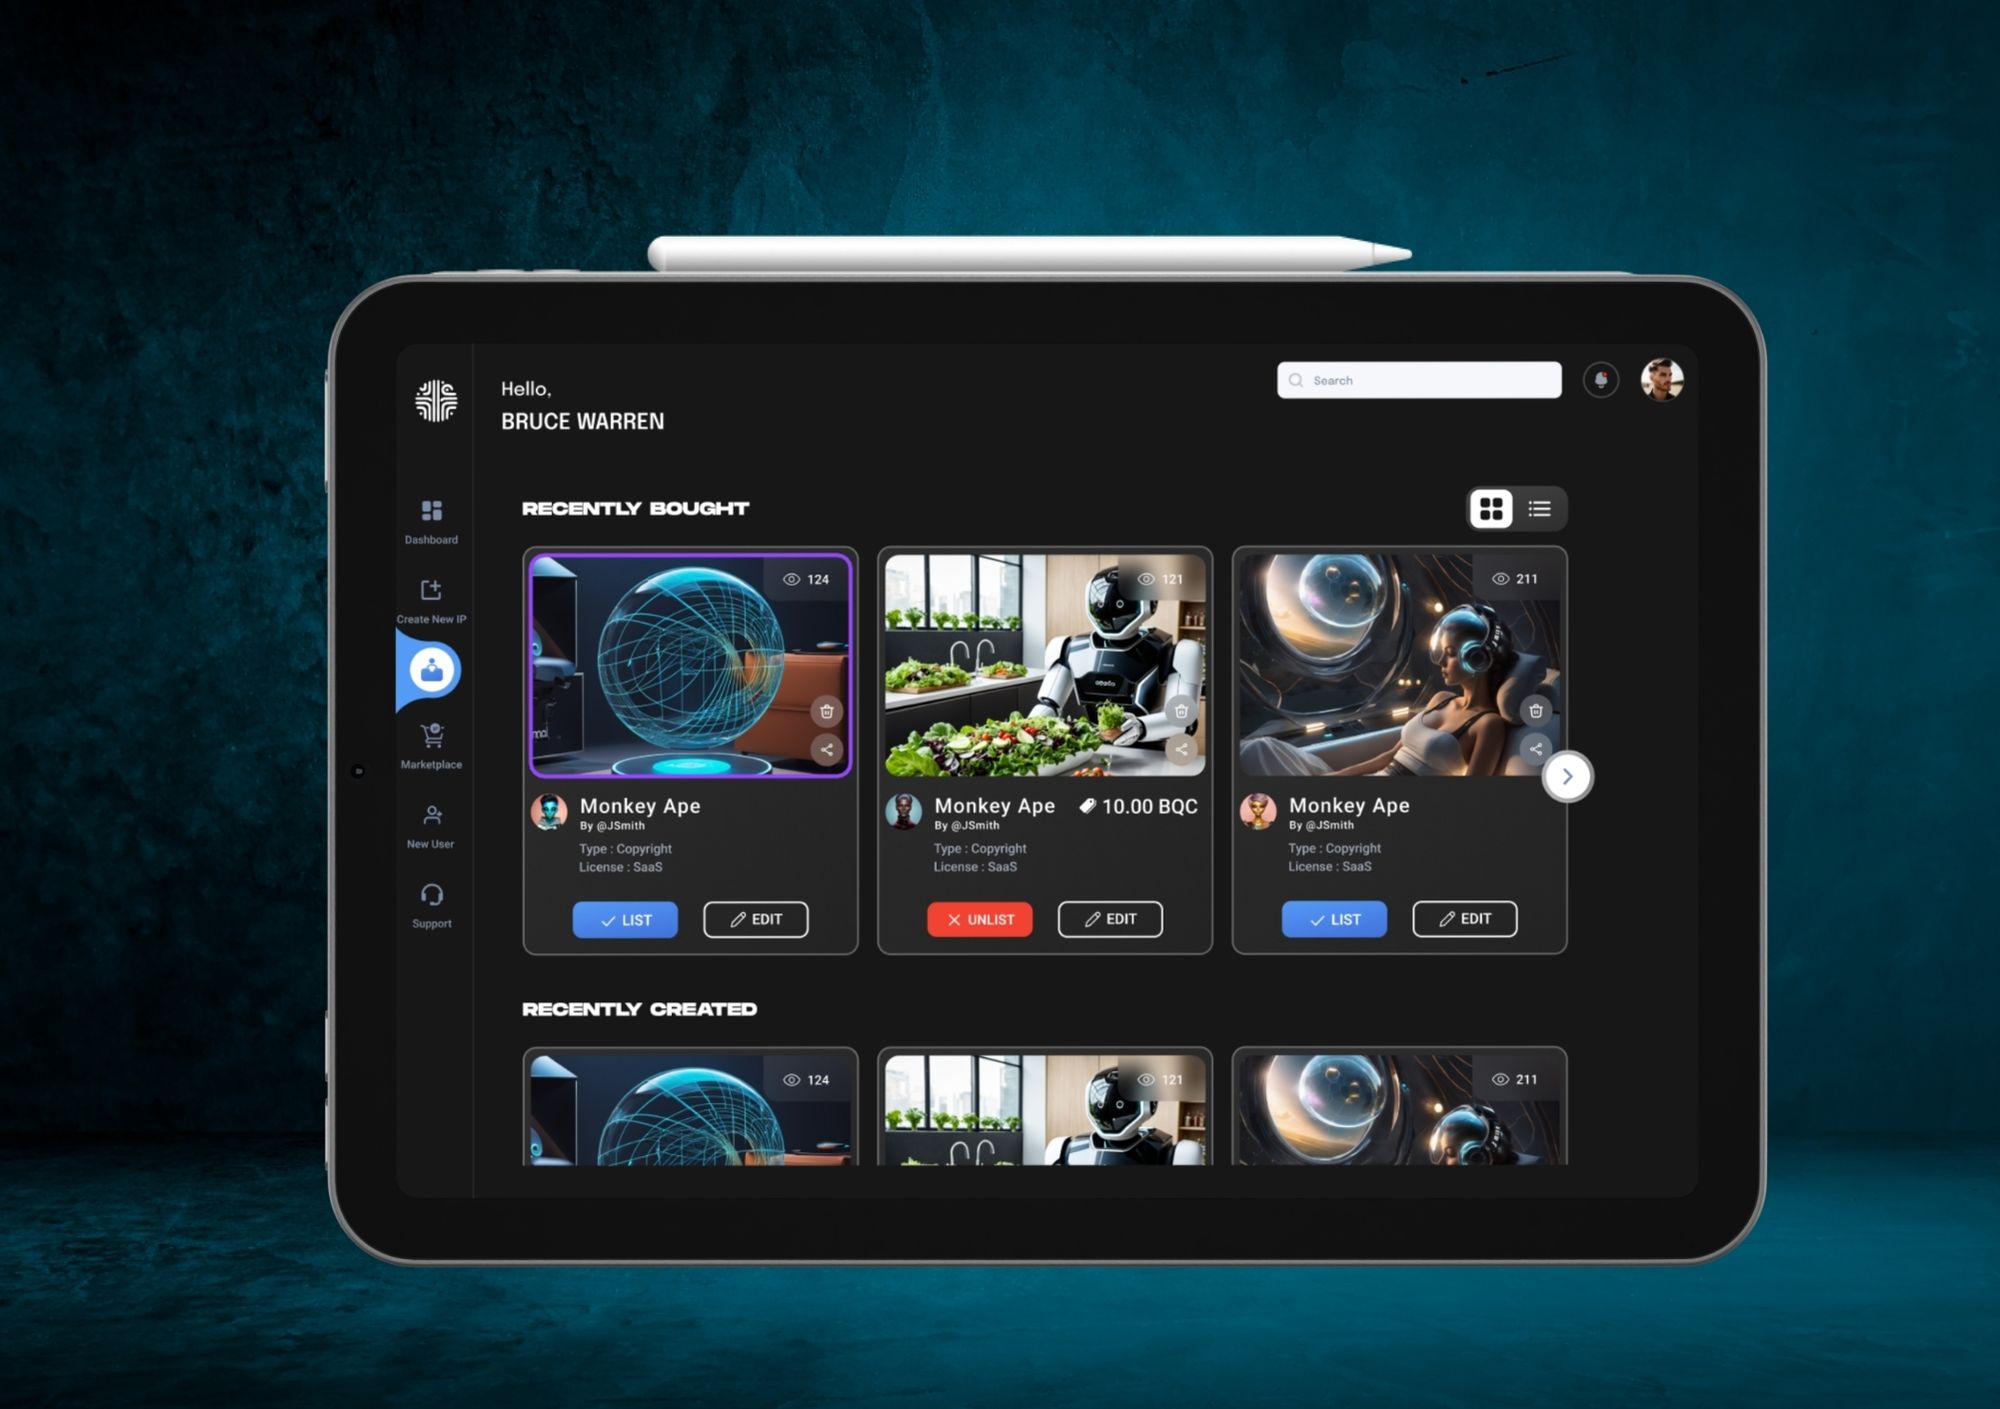 Hello,
BRUCE WARREN
Search
Dashboard
Create New IP
Marketplace
New User
Support
RECENTLY BOUGHT
124
Monkey Ape
By @JSmith
Type : Copyright
License : SaaS
LIST
EDIT
121
Monkey Ape
10.00 BQC
By @JSmith
Type : Copyright
License : SaaS
UNLIST
EDIT
211
Monkey Ape
By @JSmith
Type : Copyright
License : SaaS
LIST
EDIT
RECENTLY CREATED
124
121
211